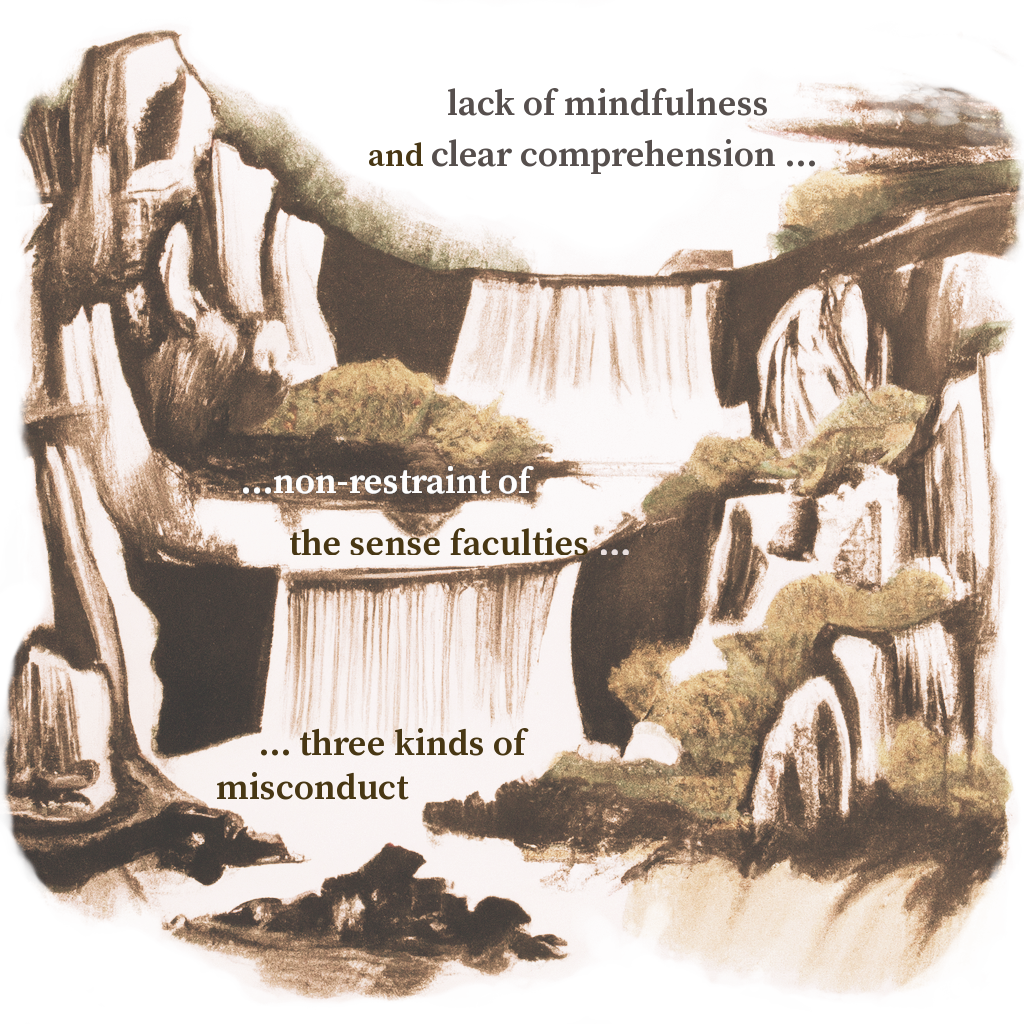 lack of mindfulness
and clear comprehension ...
...non-restraint of
the sense faculties ...
... three kinds of
misconduct